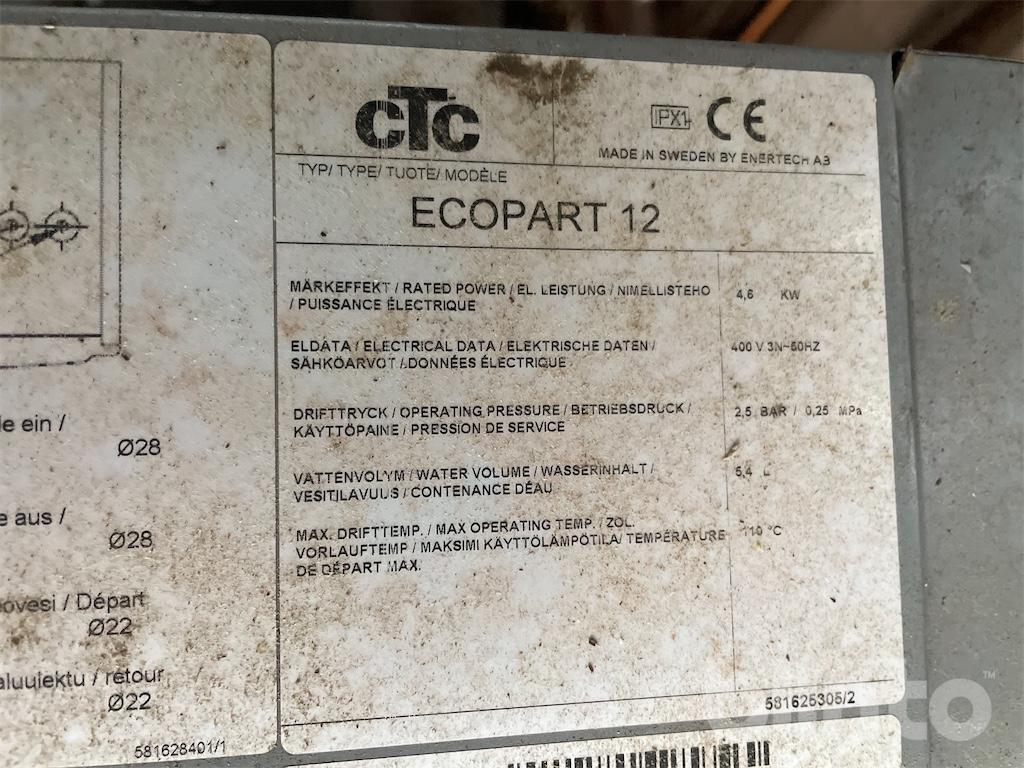 le ein /
Ø28
e aus /
Ø28
ovesi / Départ
Ø22
aluulektu / retour
Ø22
581628401/1
CTC
IPX1 CE
MADE IN SWEDEN BY ENERTECH AB
TYP/ TYPE/ TUOTE/ MODÈLE
ECOPART 12
MÄRKEFFEKT / RATED POWER / EL. LEISTUNG / NIMELLISTEHO
/ PUISSANCE ÉLECTRIQUE
4,6 KW
ELDATA / ELECTRICAL DATA / ELEKTRISCHE DATEN /
SÄHKÖARVOT / DONNÉES ÉLECTRIQUE
400 V 3N~50HZ
DRIFTTRYCK / OPERATING PRESSURE / BETRIEBSDRUCK /
KÄYTTÖPAINE / PRESSION DE SERVICE
2,5 BAR / 0,25 MPa
VATTENVOLYM / WATER VOLUME / WASSERINHALT /
VESITILAVUUS / CONTENANCE DÉAU
5,4 L
MAX. DRIFTTEMP. / MAX OPERATING TEMP. / ZOL.
VORLAUFTEMP / MAKSIMI KÄYTTÖLÄMPÖTILA/ TEMPÉRATURE
DE DÉPART MAX.
110 °C
581625305/2
blinto™